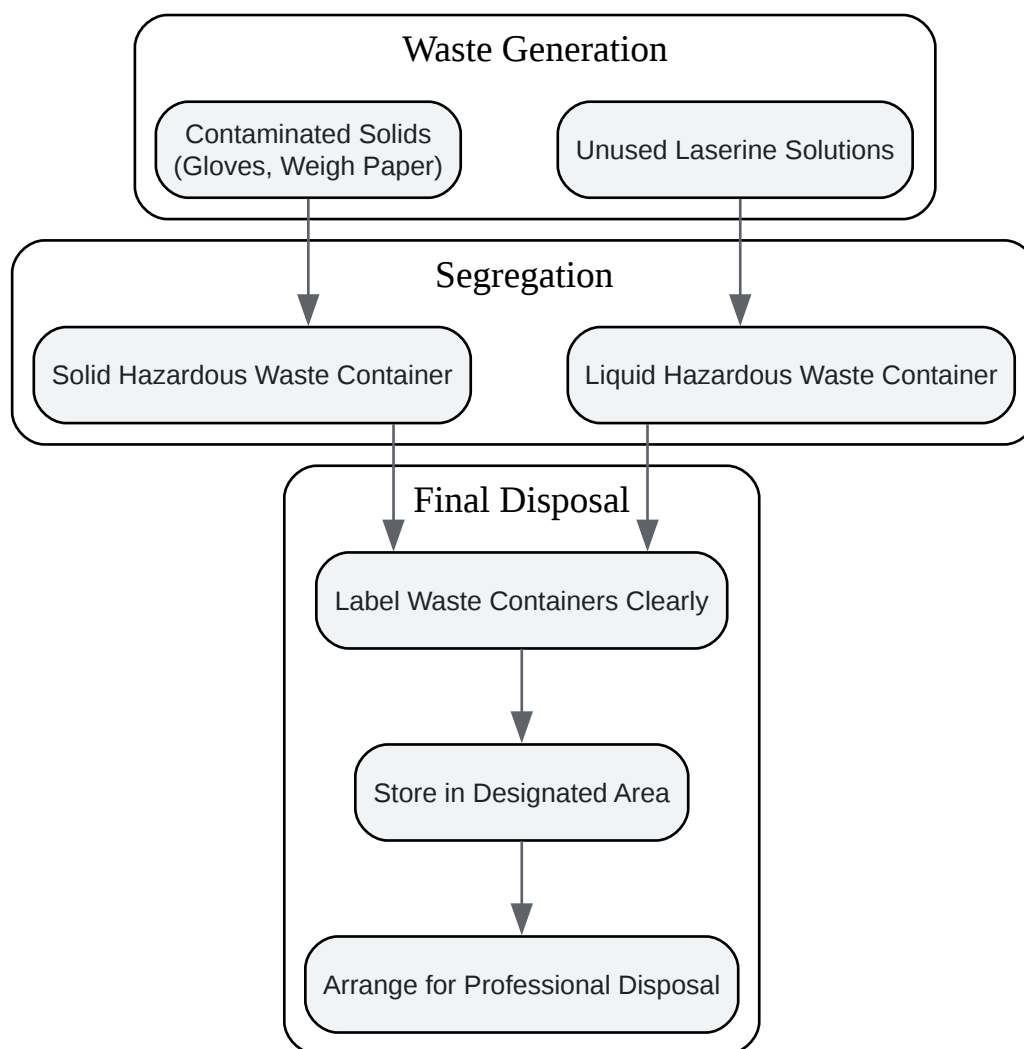 Waste Generation
Contaminated Solids
(Gloves, Weigh Paper)
Unused Laserine Solutions
Segregation
Solid Hazardous Waste Container
Liquid Hazardous Waste Container
Final Disposal
Label Waste Containers Clearly
Store in Designated Area
Arrange for Professional Disposal